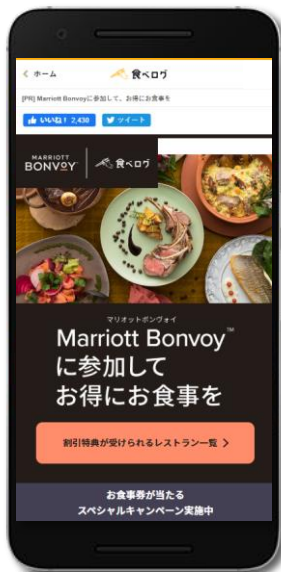 ホーム
食べログ
[PR] Marriott Bonvoyに参加して、お得にお食事を
いいね! 2,430 ツイート
MARRIOTT
BONVOY 食べログ
マリオットボンヴォイ
Marriott Bonvoy™
に参加して
お得にお食事を
割引特典が受けられるレストラン一覧
お食事券が当たる
スペシャルキャンペーン実施中